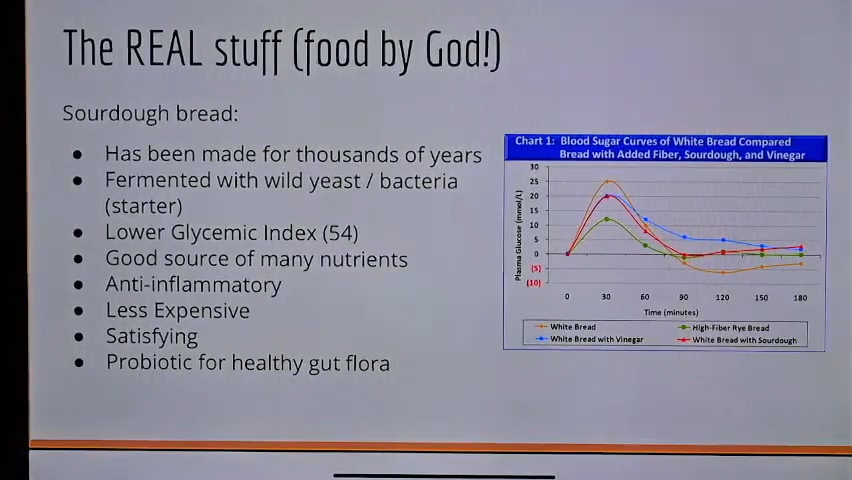 The REAL stuff (food by God!)
Sourdough bread:
● Has been made for thousands of years
● Fermented with wild yeast / bacteria
(starter)
● Lower Glycemic Index (54)
● Good source of many nutrients
● Anti-inflammatory
● Less Expensive
● Satisfying
● Probiotic for healthy gut flora
Chart 1: Blood Sugar Curves of White Bread Compared
Bread with Added Fiber, Sourdough, and Vinegar
Plasma Glucose (mmol/L)
30
25
20
15
10
5
0
(5)
(10)
0 30 60 90 120 150 180
Time (minutes)
White Bread
High-Fiber Rye Bread
White Bread with Vinegar
White Bread with Sourdough